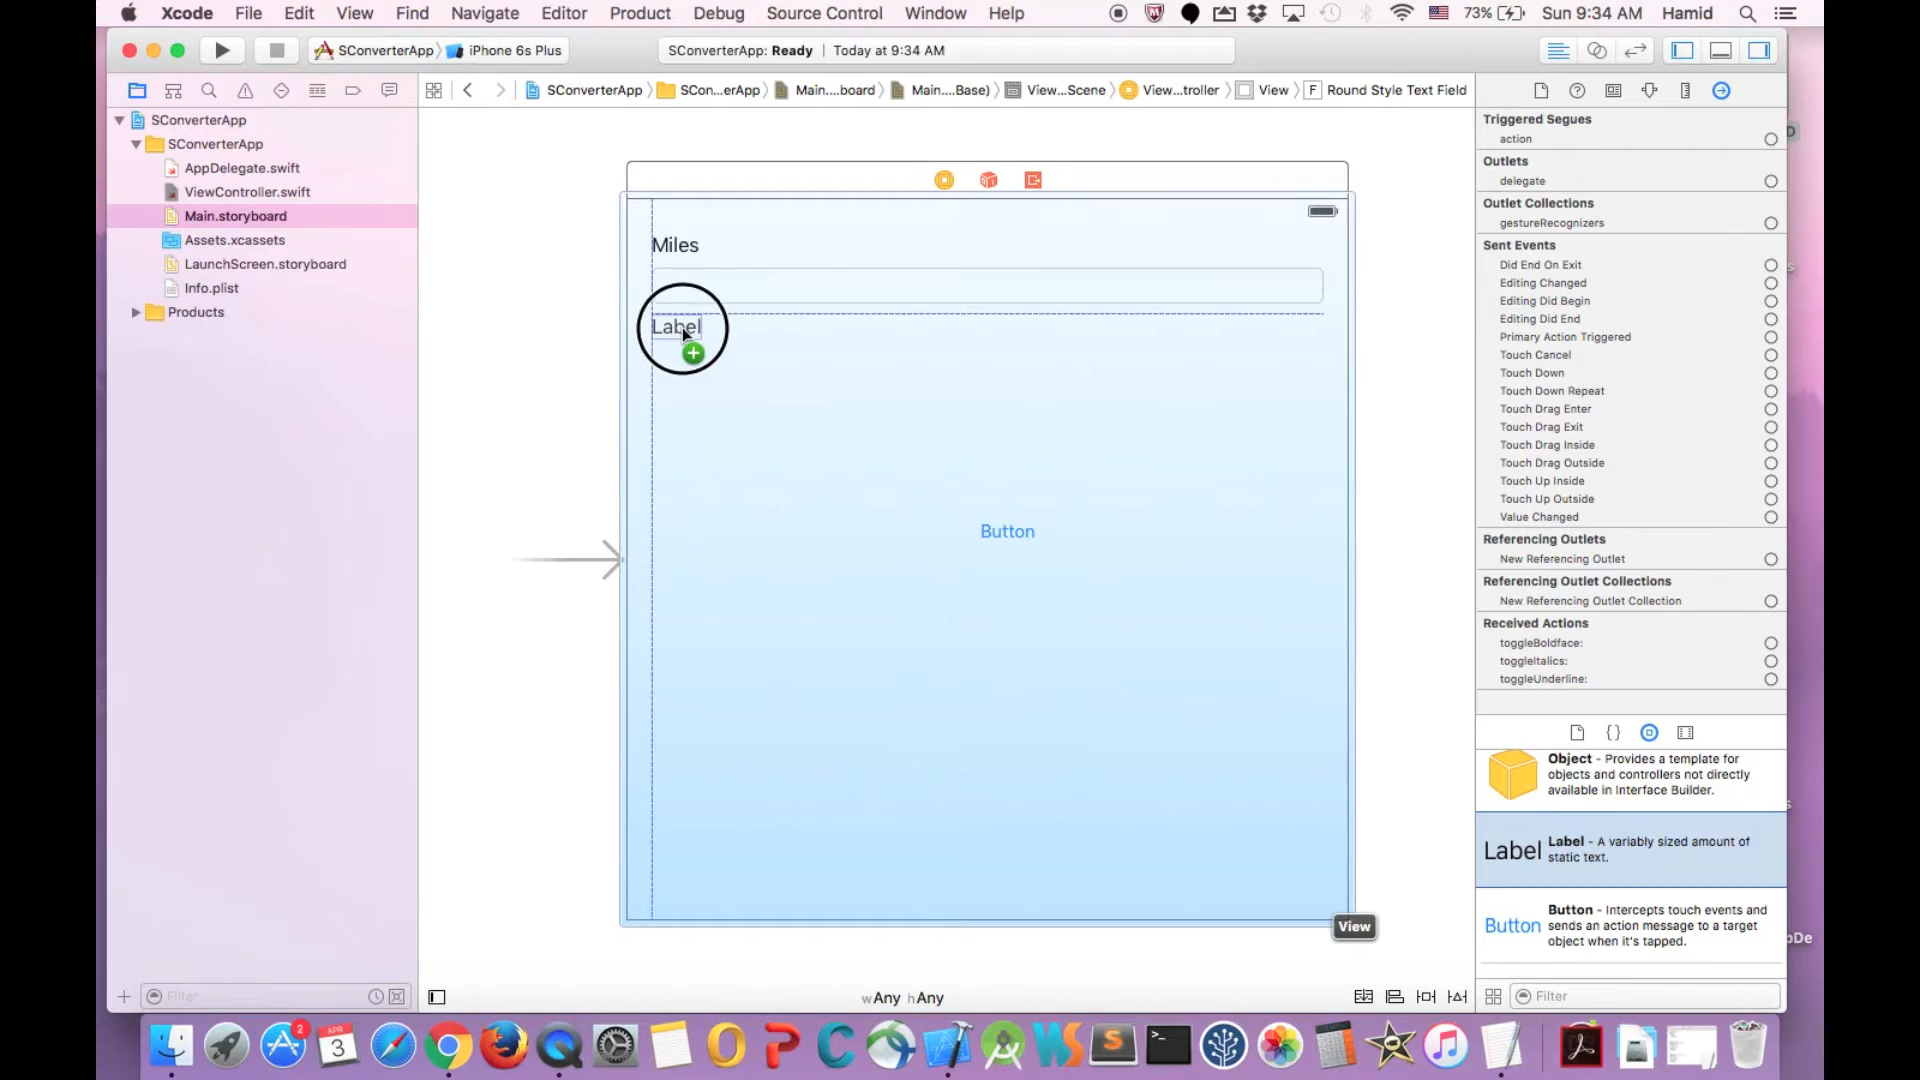 Xcode File Edit View Find Navigate Editor Product Debug Source Control Window Help 73% Sun 9:34 AM Hamid
SConverterApp iPhone 6s Plus
SConverterApp: Ready | Today at 9:34 AM
SConverterApp SCon...erApp Main....board Main....Base) View...Scene View...troller View F Round Style Text Field
SConverterApp
SConverterApp
AppDelegate.swift
ViewController.swift
Main.storyboard
Assets.xcassets
LaunchScreen.storyboard
Info.plist
Products
Filter
Miles
Label
Button
View
wAny hAny
Triggered Segues
action
Outlets
delegate
Outlet Collections
gestureRecognizers
Sent Events
Did End On Exit
Editing Changed
Editing Did Begin
Editing Did End
Primary Action Triggered
Touch Cancel
Touch Down
Touch Down Repeat
Touch Drag Enter
Touch Drag Exit
Touch Drag Inside
Touch Drag Outside
Touch Up Inside
Touch Up Outside
Value Changed
Referencing Outlets
New Referencing Outlet
Referencing Outlet Collections
New Referencing Outlet Collection
Received Actions
toggleBoldface:
toggleItalics:
toggleUnderline:
{}
Object - Provides a template for
objects and controllers not directly
available in Interface Builder.
Label
Label - A variably sized amount of
static text.
Button
Button - Intercepts touch events and
sends an action message to a target
object when it's tapped.
Filter
2
APR
3